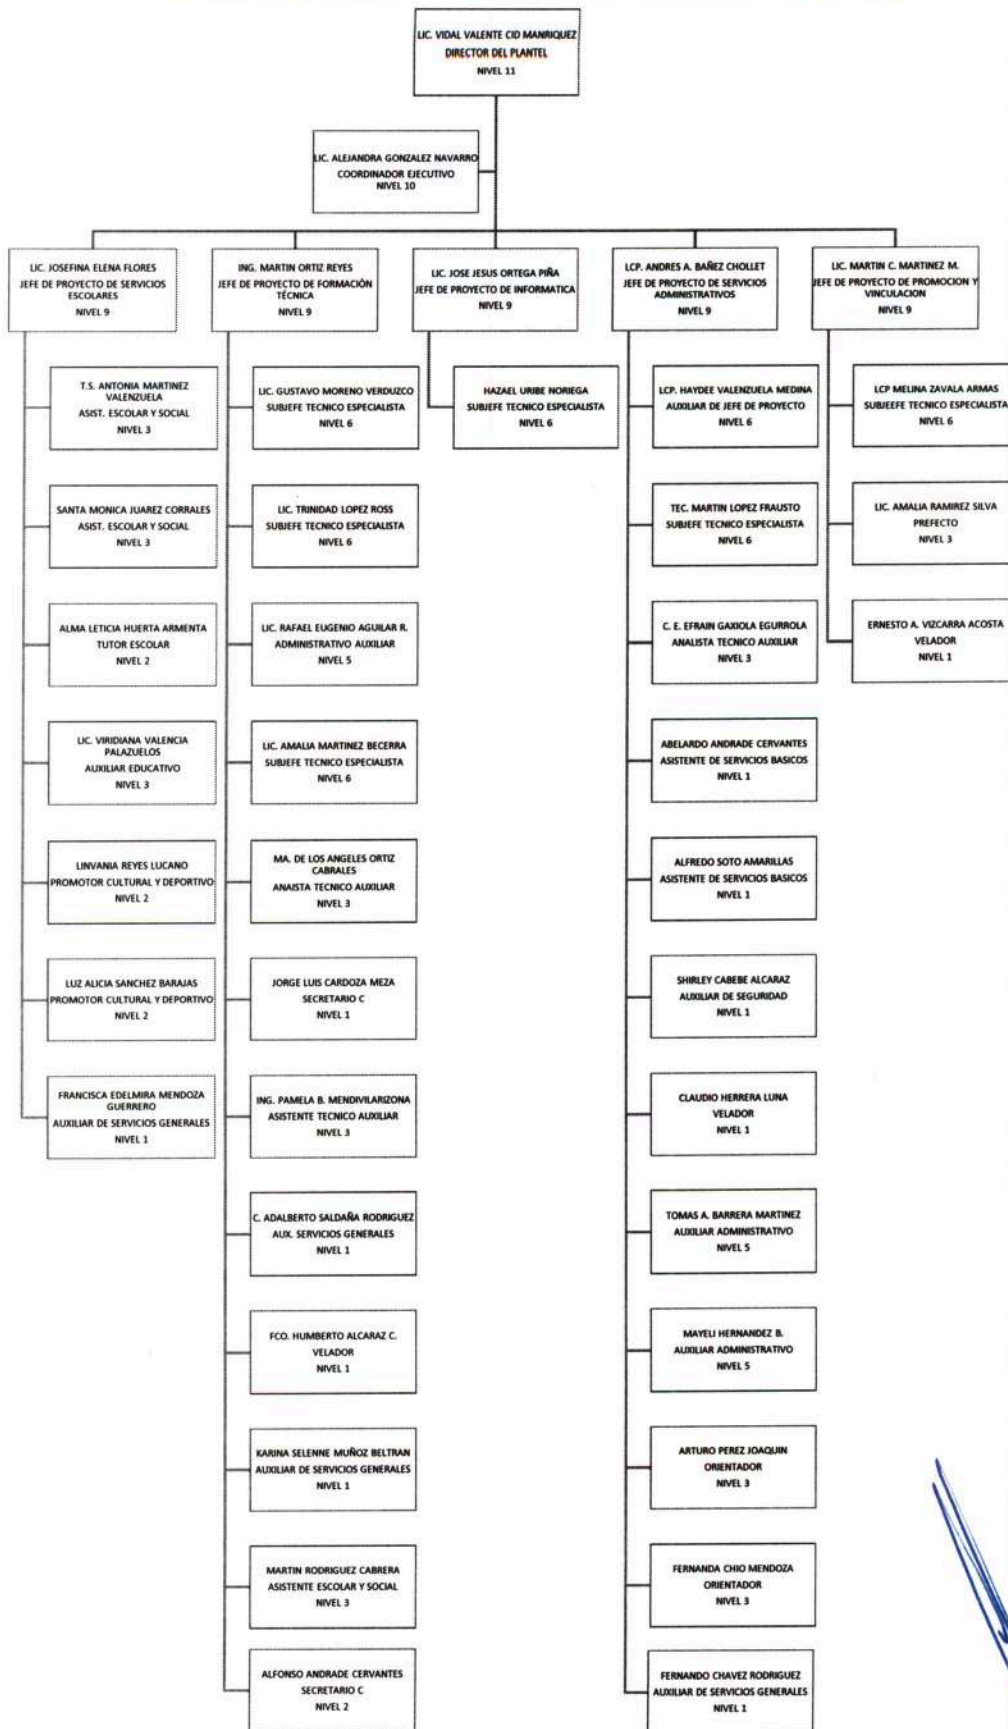 LIC. VIDAL VALENTE CID MANRIQUEZ
DIRECTOR DEL PLANTEL
NIVEL 11
LIC. ALEJANDRA GONZALEZ NAVARRO
COORDINADOR EJECUTIVO
NIVEL 10
LIC. JOSEFINA ELENA FLORES
JEFE DE PROYECTO DE SERVICIOS
ESCOLARES
NIVEL 9
T.S. ANTONIA MARTINEZ
VALENZUELA
ASIST. ESCOLAR Y SOCIAL
NIVEL 3
SANTA MONICA JUAREZ CORRALES
ASIST. ESCOLAR Y SOCIAL
NIVEL 3
ALMA LETICIA HUERTA ARMENTA
TUTOR ESCOLAR
NIVEL 2
LIC. VIRIDIANA VALENCIA
PALAZUELOS
AUXILIAR EDUCATIVO
NIVEL 3
LINVANIA REYES LUCANO
PROMOTOR CULTURAL Y DEPORTIVO
NIVEL 2
LUZ ALICIA SANCHEZ BARAJAS
PROMOTOR CULTURAL Y DEPORTIVO
NIVEL 2
FRANCISCA EDELMIRA MENDOZA
GUERRERO
AUXILIAR DE SERVICIOS GENERALES
NIVEL 1
ING. MARTIN ORTIZ REYES
JEFE DE PROYECTO DE FORMACIÓN
TÉCNICA
NIVEL 9
LIC. GUSTAVO MORENO VERDUZCO
SUBJEFE TECNICO ESPECIALISTA
NIVEL 6
LIC. TRINIDAD LOPEZ ROSS
SUBJEFE TECNICO ESPECIALISTA
NIVEL 6
LIC. RAFAEL EUGENIO AGUILAR R.
ADMINISTRATIVO AUXILIAR
NIVEL 5
LIC. AMALIA MARTINEZ BECERRA
SUBJEFE TECNICO ESPECIALISTA
NIVEL 6
MA. DE LOS ANGELES ORTIZ
CABRALES
ANAISTA TECNICO AUXILIAR
NIVEL 3
JORGE LUIS CARDOZA MEZA
SECRETARIO C
NIVEL 1
ING. PAMELA B. MENDIVILARIZONA
ASISTENTE TECNICO AUXILIAR
NIVEL 3
C. ADALBERTO SALDAÑA RODRIGUEZ
AUX. SERVICIOS GENERALES
NIVEL 1
FCO. HUMBERTO ALCARAZ C.
VELADOR
NIVEL 1
KARINA SELENNE MUÑOZ BELTRAN
AUXILIAR DE SERVICIOS GENERALES
NIVEL 1
MARTIN RODRIGUEZ CABRERA
ASISTENTE ESCOLAR Y SOCIAL
NIVEL 3
ALFONSO ANDRADE CERVANTES
SECRETARIO C
NIVEL 2
LIC. JOSE JESUS ORTEGA PIÑA
JEFE DE PROYECTO DE INFORMATICA
NIVEL 9
HAZAEL URIBE NORIEGA
SUBJEFE TECNICO ESPECIALISTA
NIVEL 6
LCP. ANDRES A. BAÑEZ CHOLLET
JEFE DE PROYECTO DE SERVICIOS
ADMINISTRATIVOS
NIVEL 9
LCP. HAYDEE VALENZUELA MEDINA
AUXILIAR DE JEFE DE PROYECTO
NIVEL 6
TEC. MARTIN LOPEZ FRAUSTO
SUBJEFE TECNICO ESPECIALISTA
NIVEL 6
C. E. EFRAIN GAXIOLA EGURROLA
ANALISTA TECNICO AUXILIAR
NIVEL 3
ABELARDO ANDRADE CERVANTES
ASISTENTE DE SERVICIOS BASICOS
NIVEL 1
ALFREDO SOTO AMARILLAS
ASISTENTE DE SERVICIOS BASICOS
NIVEL 1
SHIRLEY CABEBE ALCARAZ
AUXILIAR DE SEGURIDAD
NIVEL 1
CLAUDIO HERRERA LUNA
VELADOR
NIVEL 1
TOMAS A. BARRERA MARTINEZ
AUXILIAR ADMINISTRATIVO
NIVEL 5
MAYELI HERNANDEZ B.
AUXILIAR ADMINISTRATIVO
NIVEL 5
ARTURO PEREZ JOAQUIN
ORIENTADOR
NIVEL 3
FERNANDA CHIO MENDOZA
ORIENTADOR
NIVEL 3
FERNANDO CHAVEZ RODRIGUEZ
AUXILIAR DE SERVICIOS GENERALES
NIVEL 1
LIC. MARTIN C. MARTINEZ M.
JEFE DE PROYECTO DE PROMOCION Y
VINCULACION
NIVEL 9
LCP MELINA ZAVALA ARMAS
SUBJEEFE TECNICO ESPECIALISTA
NIVEL 6
LIC. AMALIA RAMIREZ SILVA
PREFECTO
NIVEL 3
ERNESTO A. VIZCARRA ACOSTA
VELADOR
NIVEL 1